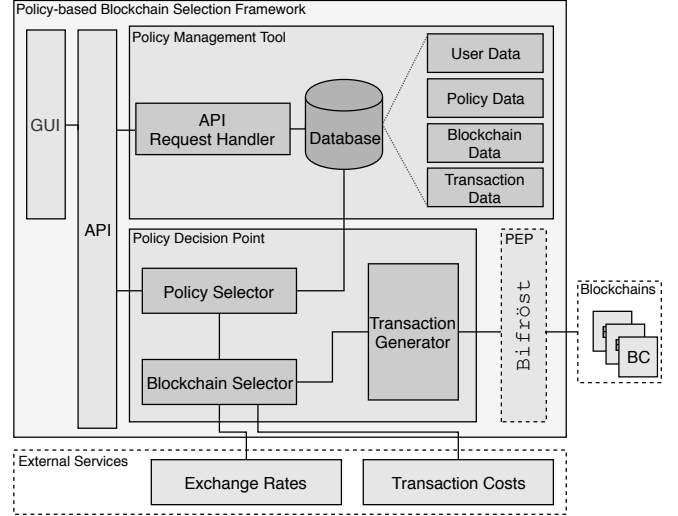 Policy-based Blockchain Selection Framework
Policy Management Tool
GUI
API
API
Request Handler
Database
User Data
Policy Data
Blockchain
Data
Transaction
Data
Policy Decision Point
Policy Selector
Blockchain Selector
Transaction
Generator
PEP
Bifröst
Blockchains
BC
External Services
Exchange Rates
Transaction Costs